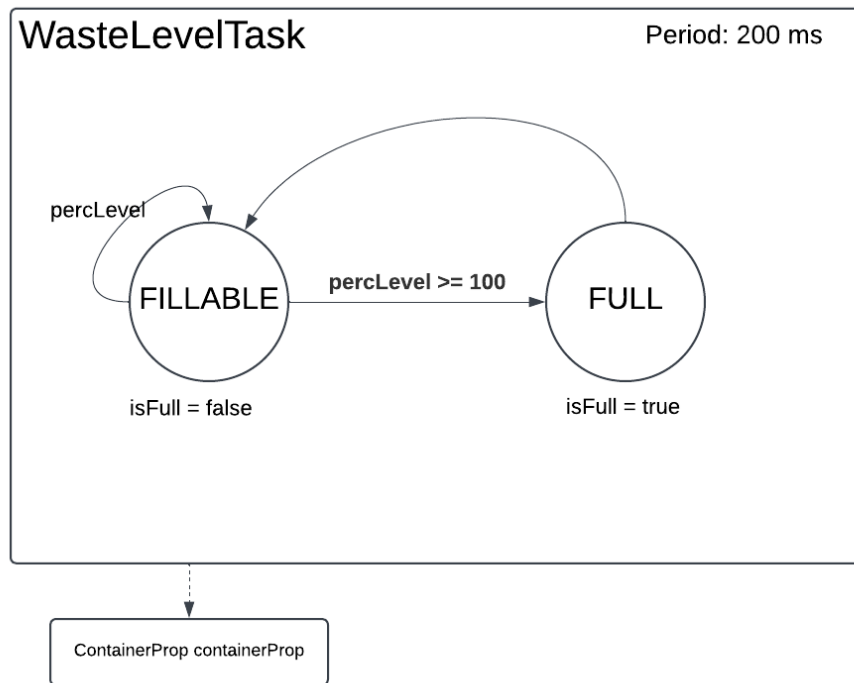 WasteLevelTask
Period: 200 ms
percLevel
percLevel >= 100
FILLABLE
FULL
isFull = false
isFull = true
ContainerProp containerProp